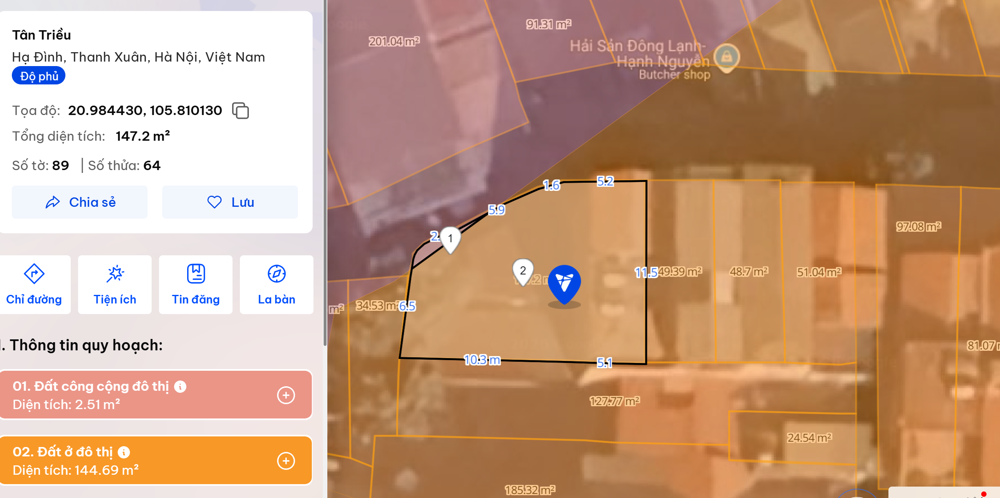 Tân Triều
Hạ Đình, Thanh Xuân, Hà Nội, Việt Nam
Độ phủ
Tọa độ: 20.984430, 105.810130
Tổng diện tích: 147.2 m²
Số tờ: 89 | Số thửa: 64
Chia sẻ
Lưu
Chỉ đường
Tiện ích
Tin đăng
La bàn
. Thông tin quy hoạch:
01. Đất công cộng đô thị
Diện tích: 2.51 m²
02. Đất ở đô thị
Diện tích: 144.69 m²
91.31 m²
201.04 m²
Hải Sản Đông Lạnh-
Hạnh Nguyễn
Butcher shop
5.2
1.6
5.9
2.
1
97.08 m²
2
11.5
49.39 m²
48.7 m²
51.04 m²
m²
34.53 m²
6.5
81.07
10.3 m
5.1
127.77 m²
24.54 m²
185.32 m²